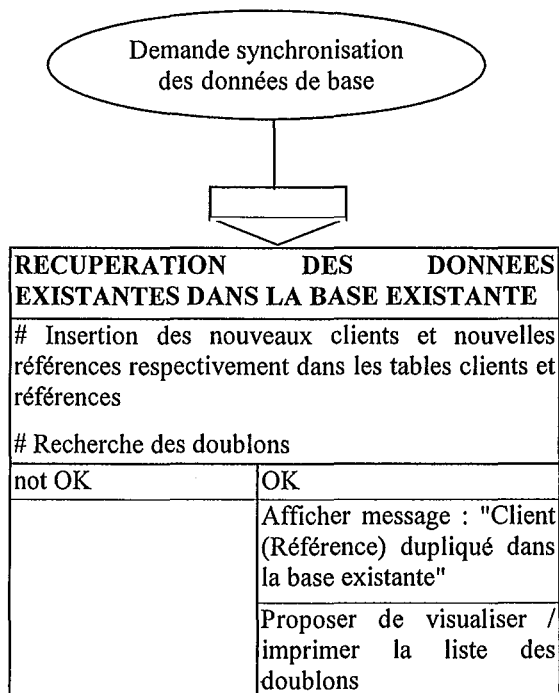 Demande synchronisation
des données de base
RECUPERATION DES DONNEES
EXISTANTES DANS LA BASE EXISTANTE
# Insertion des nouveaux clients et nouvelles
références respectivement dans les tables clients et
références
# Recherche des doublons
not OK
OK
Afficher message : "Client
(Référence) dupliqué dans
la base existante"
Proposer de visualiser /
imprimer la liste des
doublons